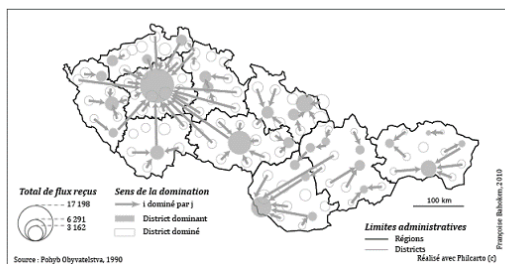 Total de flux reçus
17 198
6 291
3 162
Sens de la domination
i dominé par j
District dominant
District dominé
100 km
Limites administratives
Régions
Districts
Source : Pohyb Obyvatelstva, 1990
Réalisé avec Philcarto (c)
Françoise Bahoken, 2010